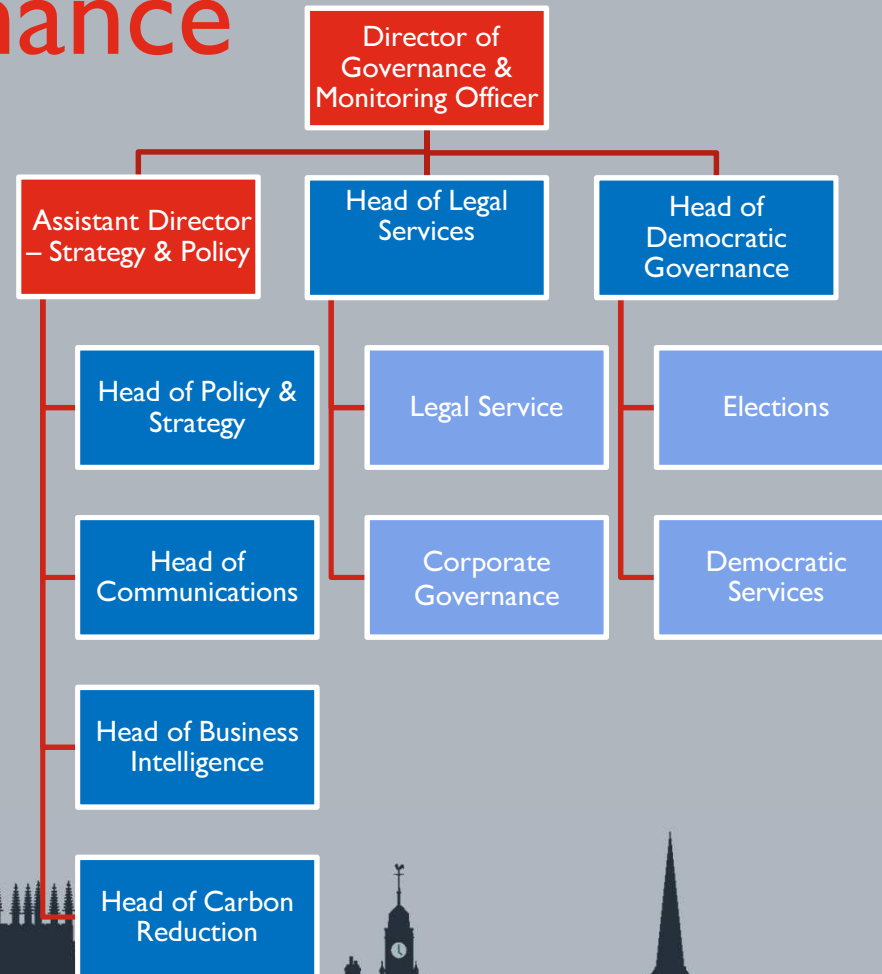 nance
Director of
Governance &
Monitoring Officer
Assistant Director
– Strategy & Policy
Head of Legal
Services
Head of
Democratic
Governance
Head of Policy &
Strategy
Legal Service
Elections
Head of
Communications
Corporate
Governance
Democratic
Services
Head of Business
Intelligence
Head of Carbon
Reduction